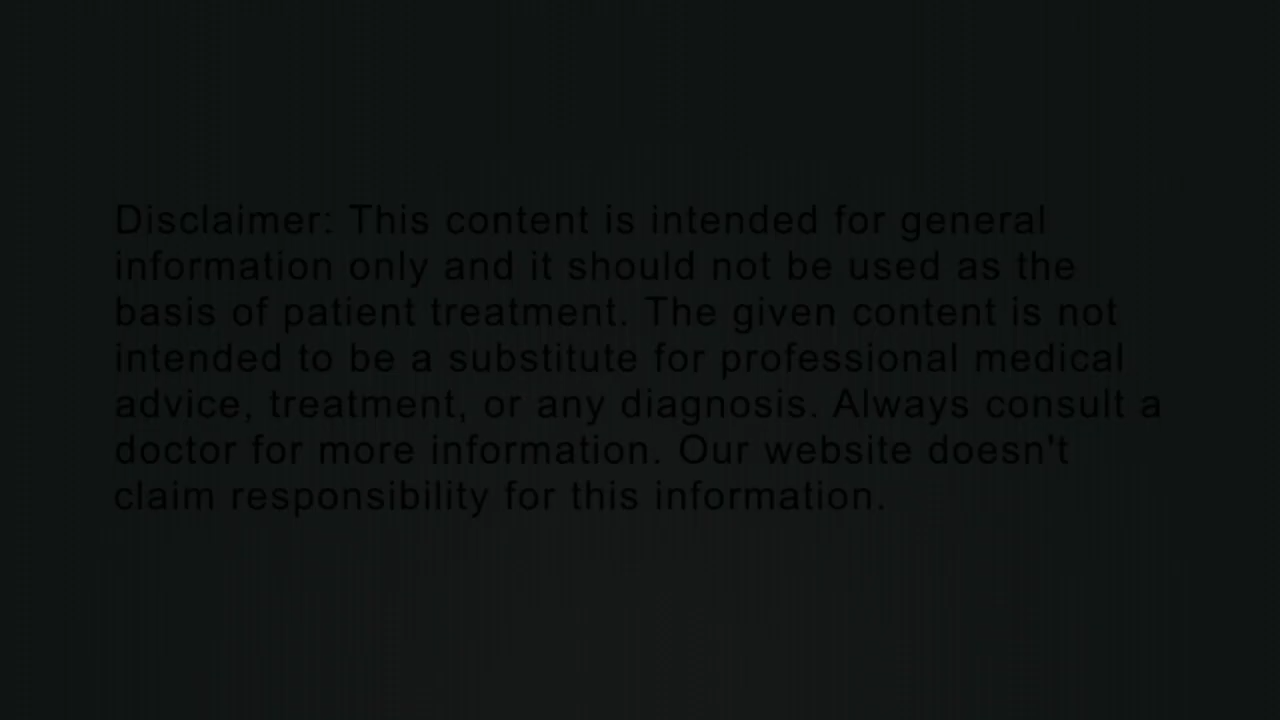 Disclaimer: This content is intended for general
information only and it should not be used as the
basis of patient treatment. The given content is not
intended to be a substitute for professional medical
advice, treatment, or any diagnosis. Always consult a
doctor for more information. Our website doesn't
claim responsibility for this information.